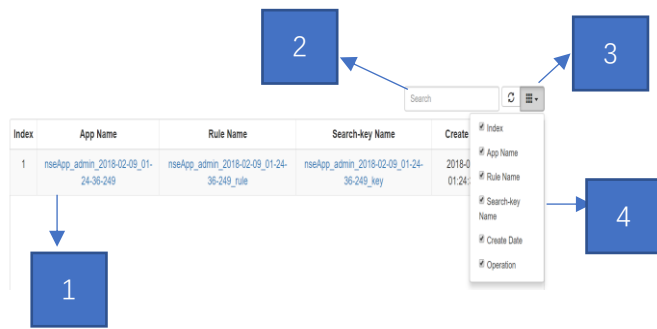 2
3
Search
Index App Name Rule Name Search-key Name Create
1 nseApp_admin_2018-02-09_01- nseApp_admin_2018-02-09_01-24- nseApp_admin_2018-02-09_01-24- 2018-0
24-36-249 36-249_rule 36-249_key 01:24:
Index
App Name
Rule Name
Search-key
Name
Create Date
Operation
4
1